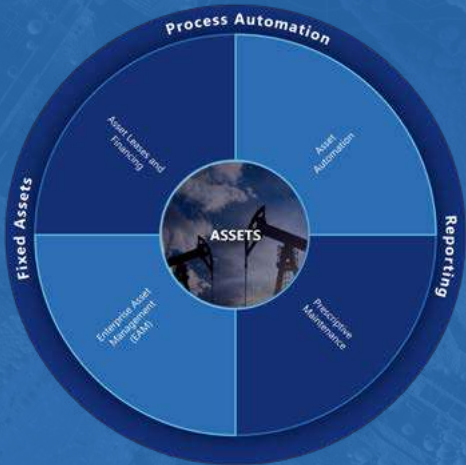 Process Automation
Asset Leases and
Financing
Asset
Automation
Fixed Assets
ASSETS
Reporting
Enterprise Asset
Management
(EAM)
Prescriptive
Maintenance